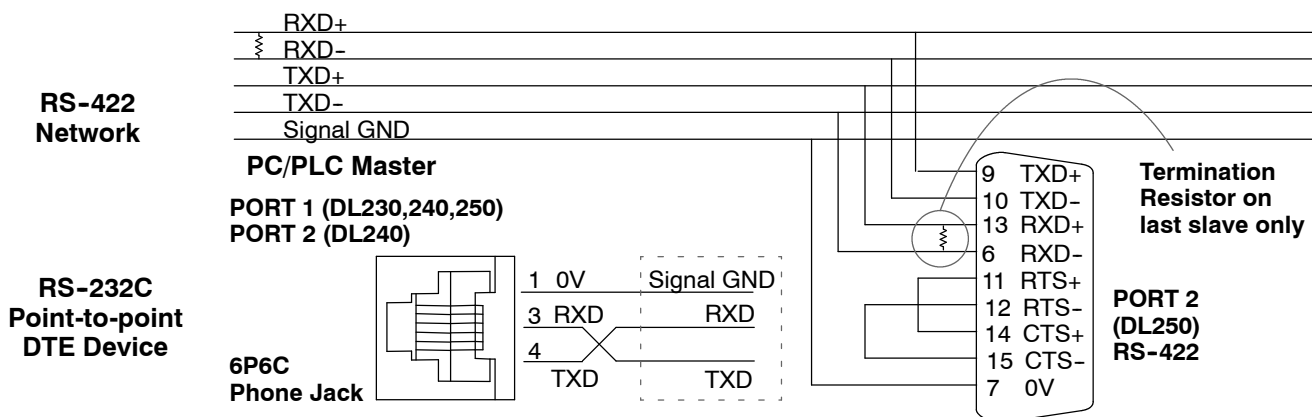 RXD+
RXD-
TXD+
TXD-
Signal GND
RS-422
Network
PC/PLC Master
PORT 1 (DL230,240,250)
PORT 2 (DL240)
RS-232C
Point-to-point
DTE Device
6P6C
Phone Jack
1 0V
Signal GND
3 RXD
RXD
4
TXD
TXD
9 TXD+
10 TXD-
13 RXD+
6 RXD-
11 RTS+
12 RTS-
14 CTS+
15 CTS-
7 0V
Termination
Resistor on
last slave only
PORT 2
(DL250)
RS-422